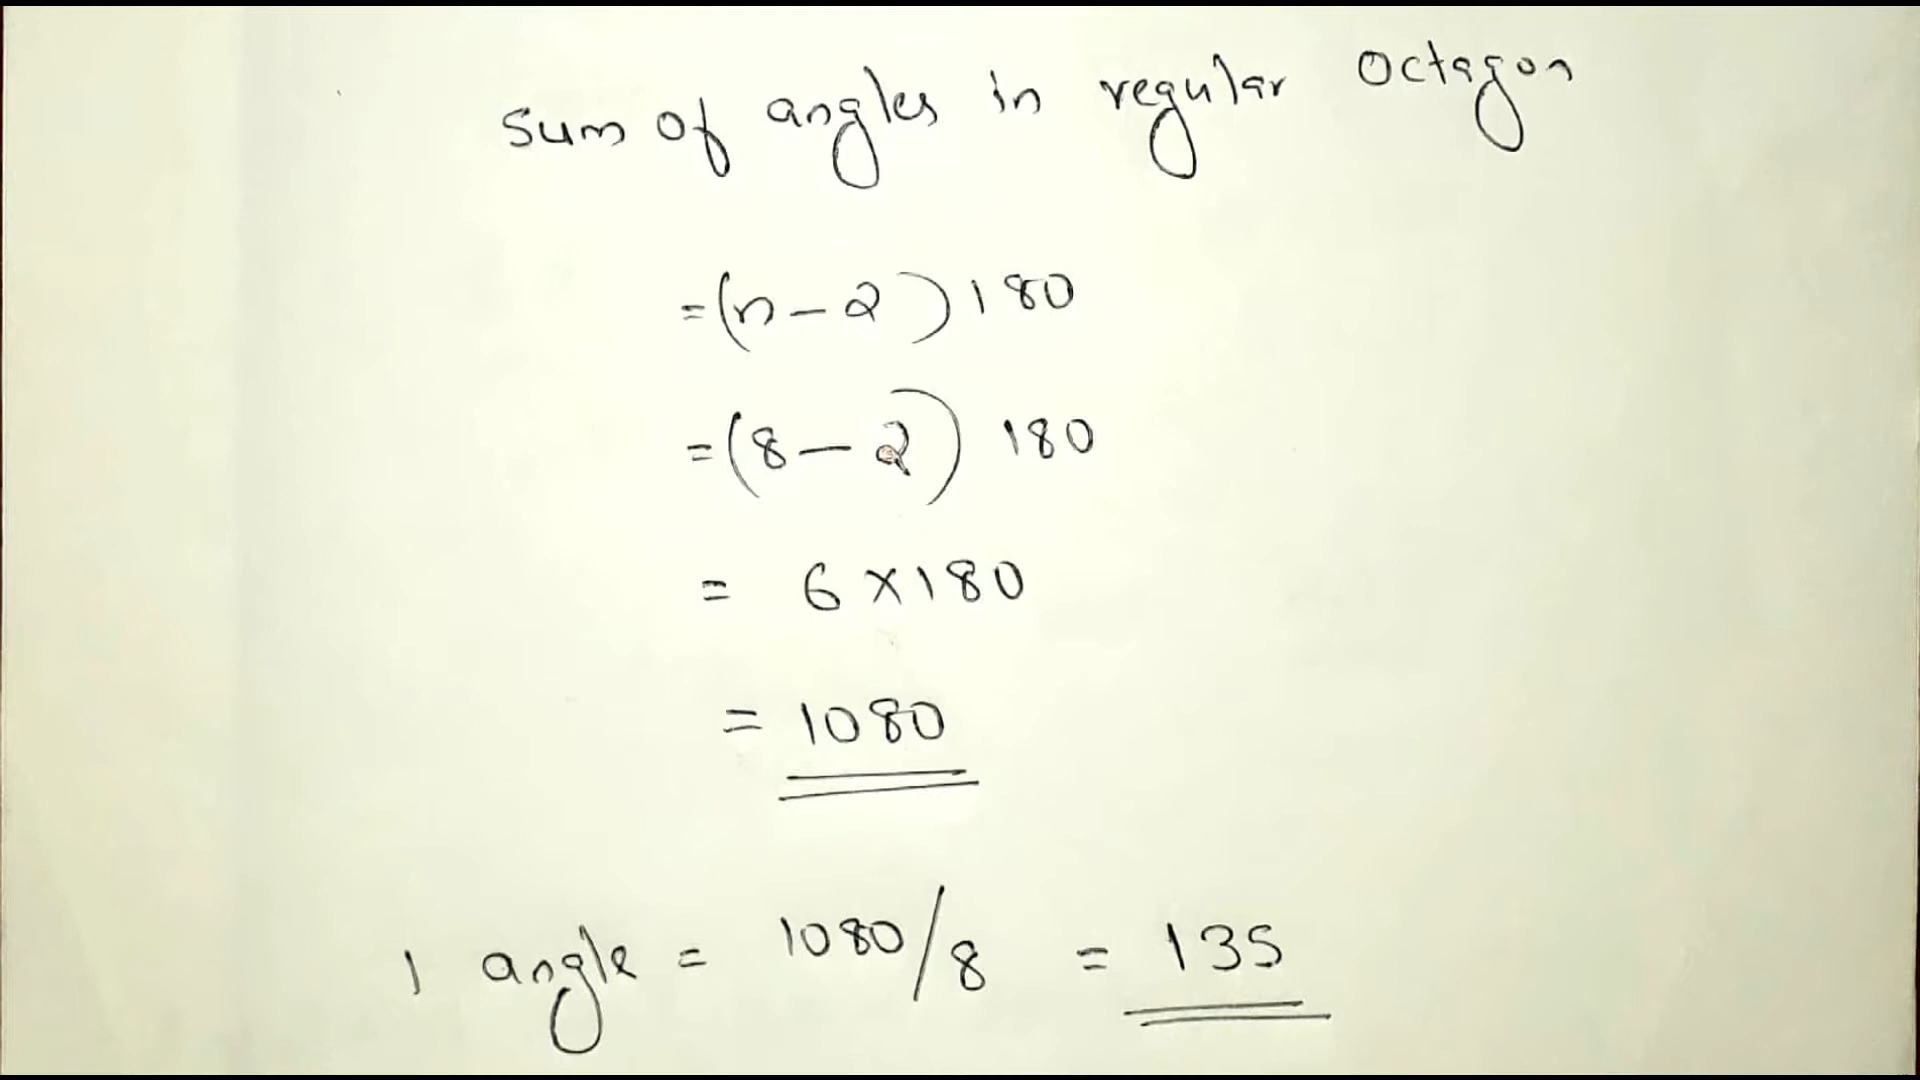 sum of angles in regular Octagon
=(n-2)180
=(8-2) 180
= 6×180
= 1080
1 angle = 1080/8 = 135